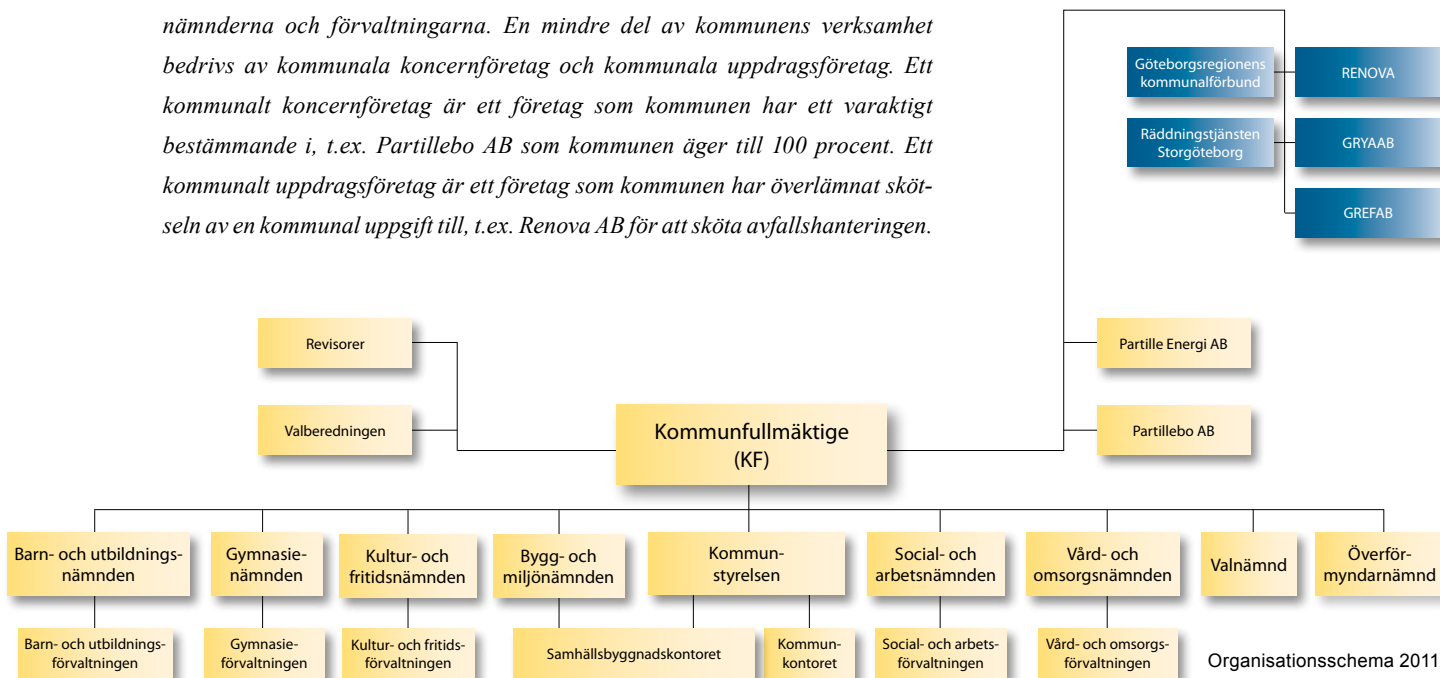 nämnderna och förvaltningarna. En mindre del av kommunens verksamhet
bedrivs av kommunala koncernföretag och kommunala uppdragsföretag. Ett
kommunalt koncernföretag är ett företag som kommunen har ett varaktigt
bestämmande i, t.ex. Partillebo AB som kommunen äger till 100 procent. Ett
kommunalt uppdragsföretag är ett företag som kommunen har överlämnat sköt-
seln av en kommunal uppgift till, t.ex. Renova AB för att sköta avfallshanteringen.
Göteborgsregionens
kommunalförbund
RENOVA
Räddningstjänsten
Storgöteborg
GRYAAB
GREFAB
Revisorer
Partille Energi AB
Valberedningen
Kommunfullmäktige
(KF)
Partillebo AB
Barn- och utbildnings-
nämnden
Gymnasie-
nämnden
Kultur- och
fritidsnämnden
Bygg- och
miljönämnden
Kommun-
styrelsen
Social- och
arbetsnämnden
Vård- och
omsorgsnämnden
Valnämnd
Överför-
myndarnämnd
Barn- och utbildnings-
förvaltningen
Gymnasie-
förvaltningen
Kultur- och fritids-
förvaltningen
Samhällsbyggnadskontoret
Kommun-
kontoret
Social- och arbets-
förvaltningen
Vård- och omsorgs-
förvaltningen
Organisationsschema 2011